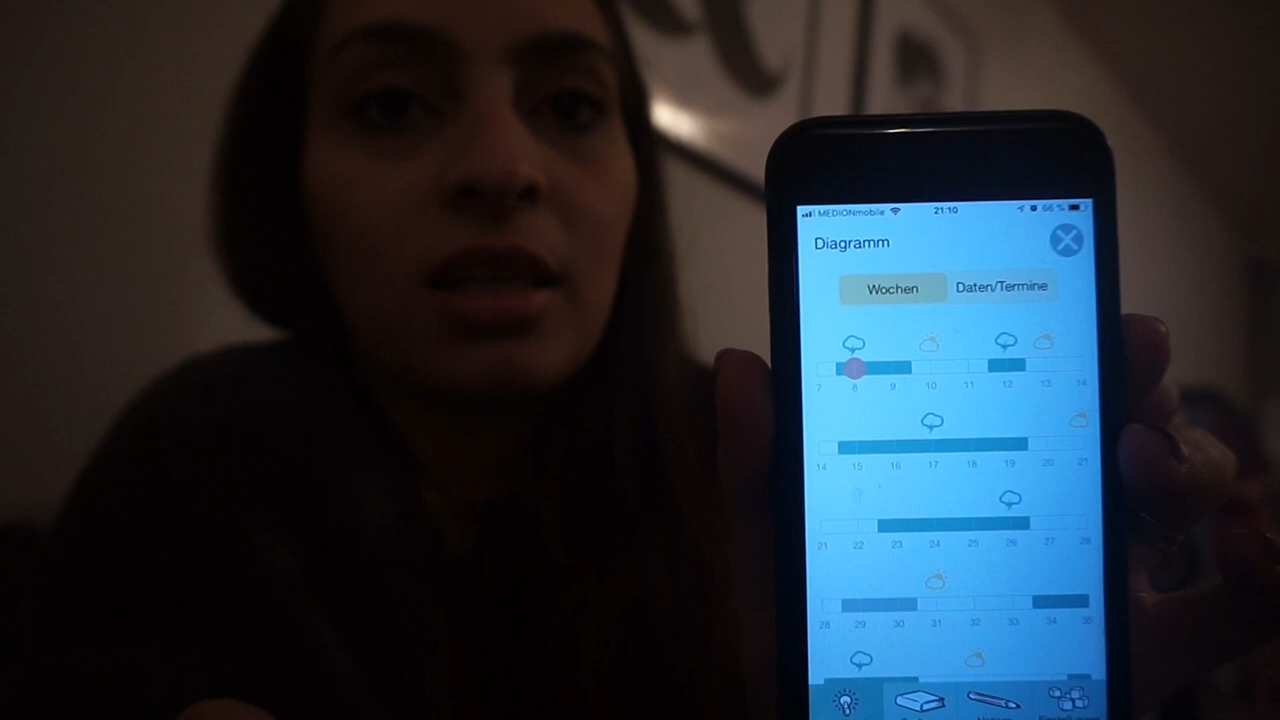 MEDIONmobile 21:10 66 %
Diagramm
Wochen Daten/Termine
7 8 9 10 11 12 13 14
14 15 16 17 18 19 20 21
21 22 23 24 25 26 27 28
28 29 30 31 32 33 34 35